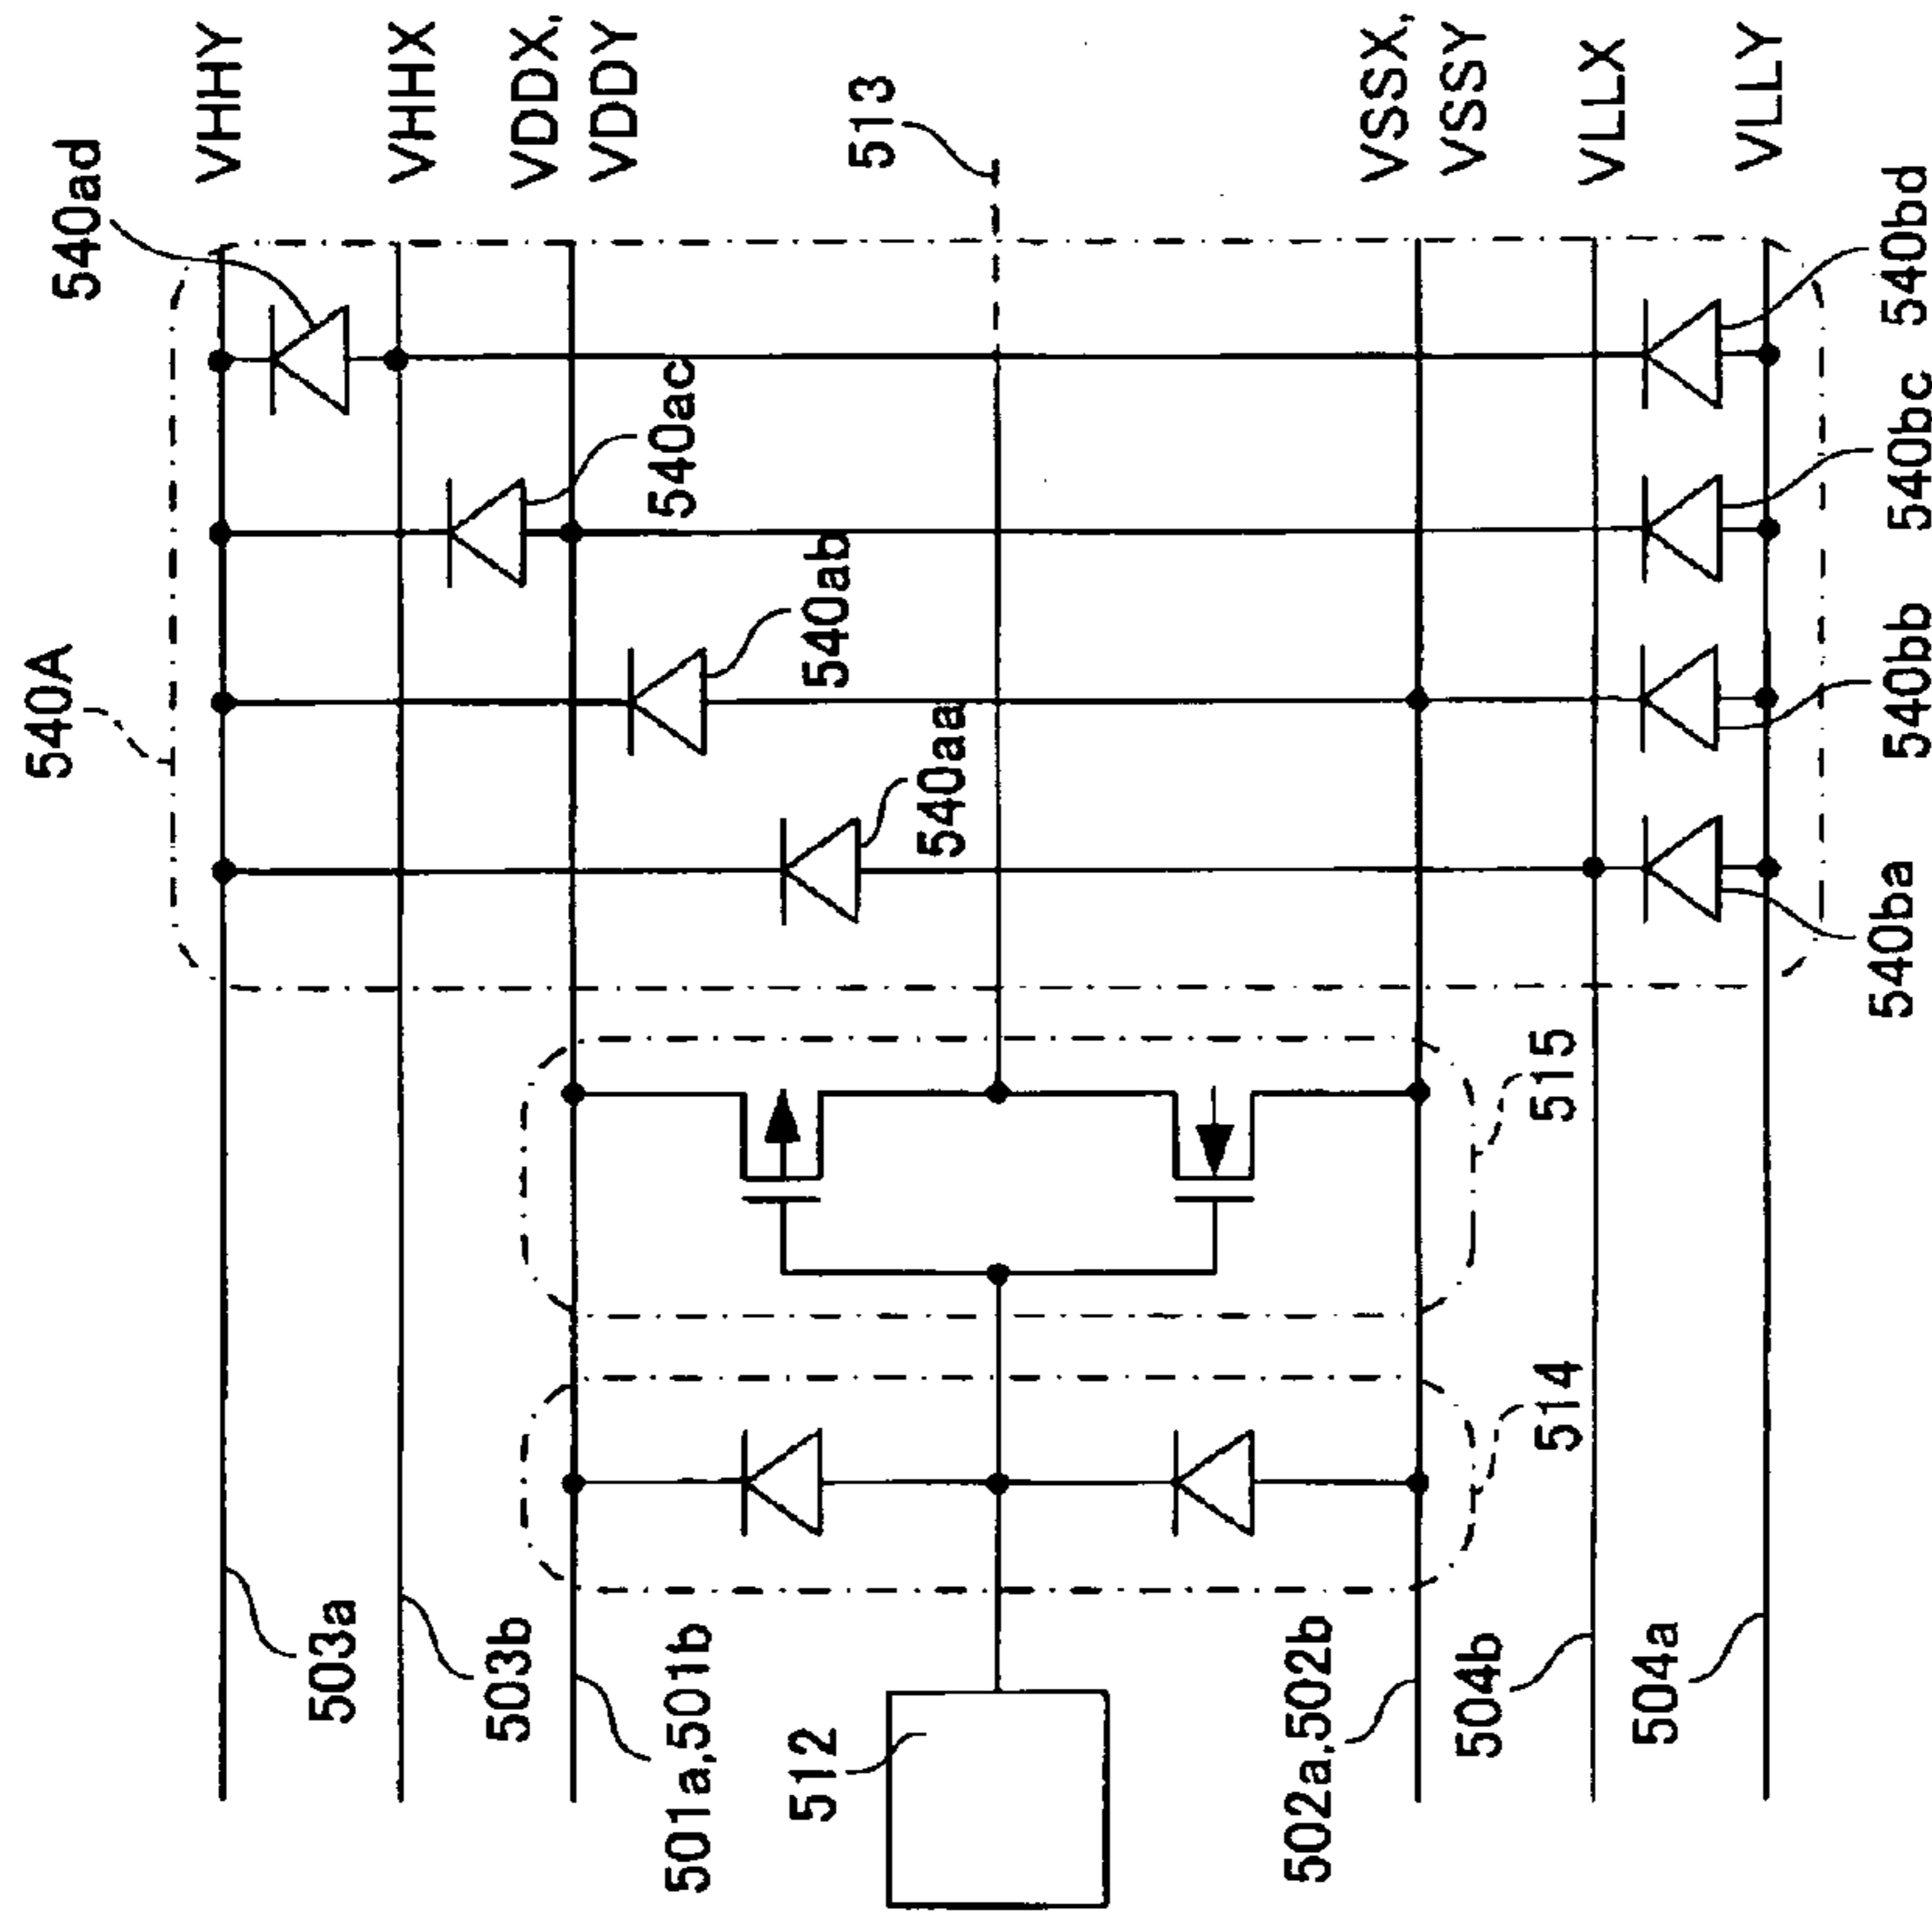 540A
540ad
VHHY
VHHX
VDDX,
VDDY
513
VSSX,
VSSY
VLLX
VLLY
540ac
540ab
540aa
540bd
540bc
540bb
540ba
515
514
503a
503b
501a,501b
512
502a,502b
504b
504a